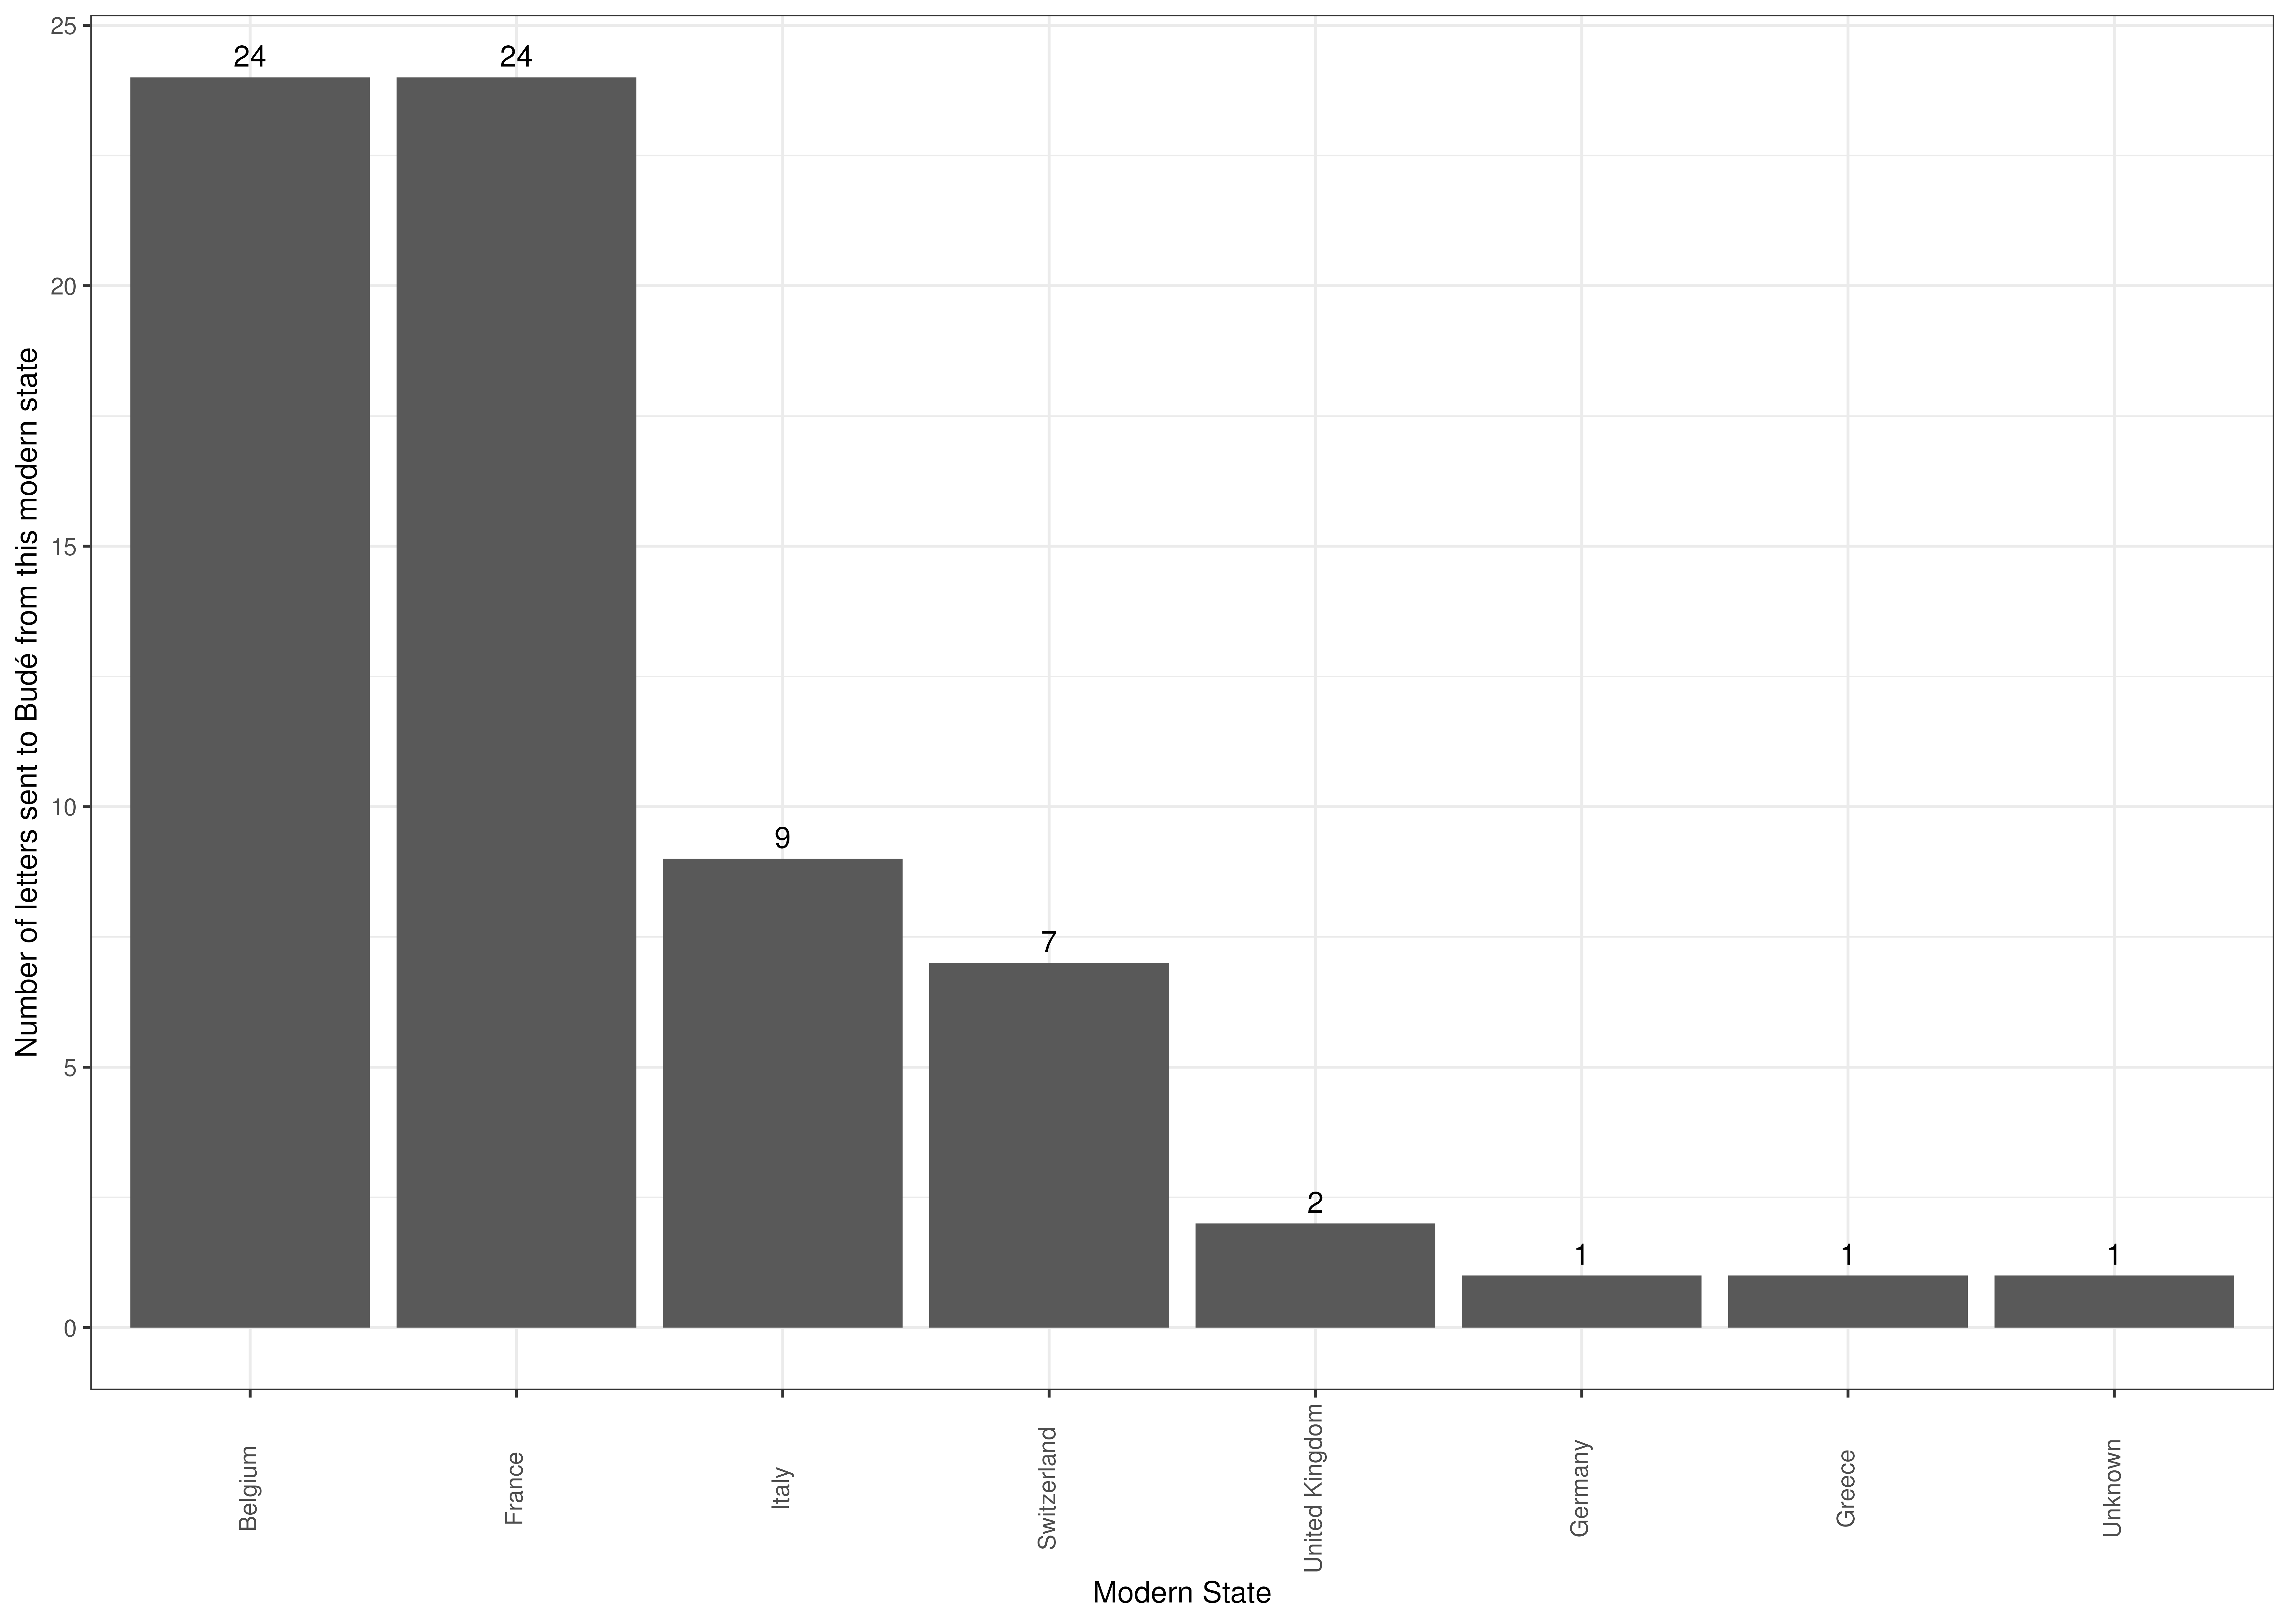 Number of letters sent to Budé from this modern state
25
20
15
10
5
0
24
24
9
7
2
1
1
1
Belgium
France
Italy
Switzerland
United Kingdom
Germany
Greece
Unknown
Modern State